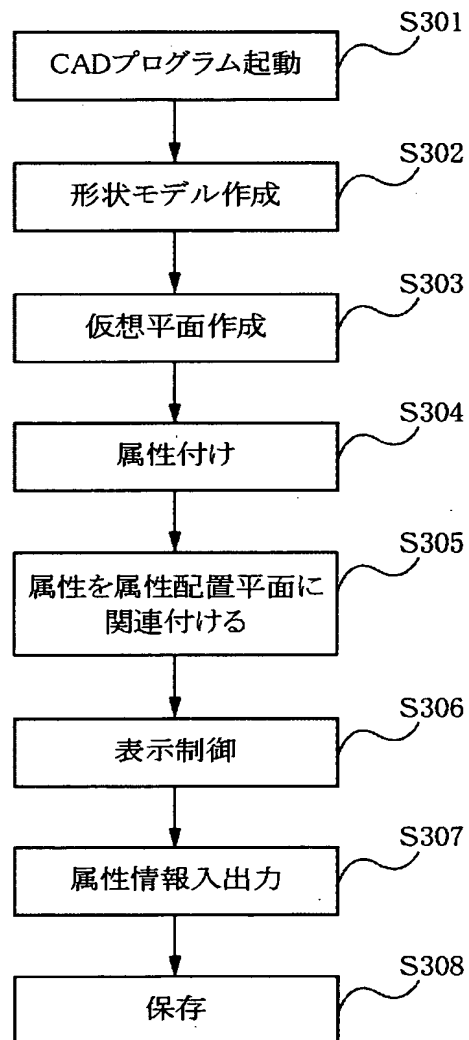 S301
CADプログラム起動
S302
形状モデル作成
S303
仮想平面作成
S304
属性付け
S305
属性を属性配置平面に
関連付ける
S306
表示制御
S307
属性情報入出力
S308
保存